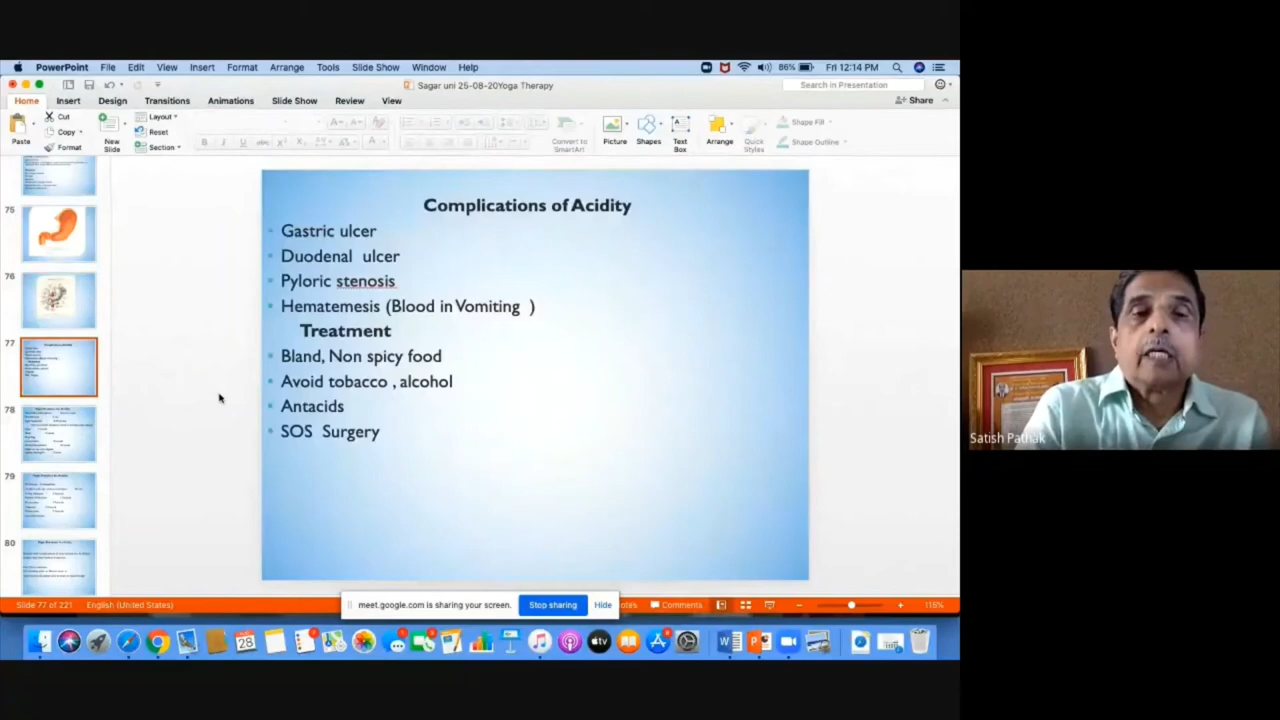 PowerPoint File Edit View Insert Format Arrange Tools Slide Show Window Help 86% Fri 12:14 PM
Sagar uni 25-08-20Yoga Therapy
Search in Presentation
Home Insert Design Transitions Animations Slide Show Review View
Share
Paste
Cut
Copy
Format
New Slide
Layout
Reset
Section
Convert to SmartArt
Picture
Shapes
Text Box
Arrange
Quick Styles
Shape Fill
Shape Outline
75
76
77
78
79
80
Complications of Acidity
Gastric ulcer
Duodenal ulcer
Pyloric stenosis
Hematemesis (Blood in Vomiting )
Treatment
Bland, Non spicy food
Avoid tobacco , alcohol
Antacids
SOS Surgery
Satish Pathak
Slide 77 of 221 English (United States)
meet.google.com is sharing your screen. Stop sharing Hide
Comments
115%
28
tv